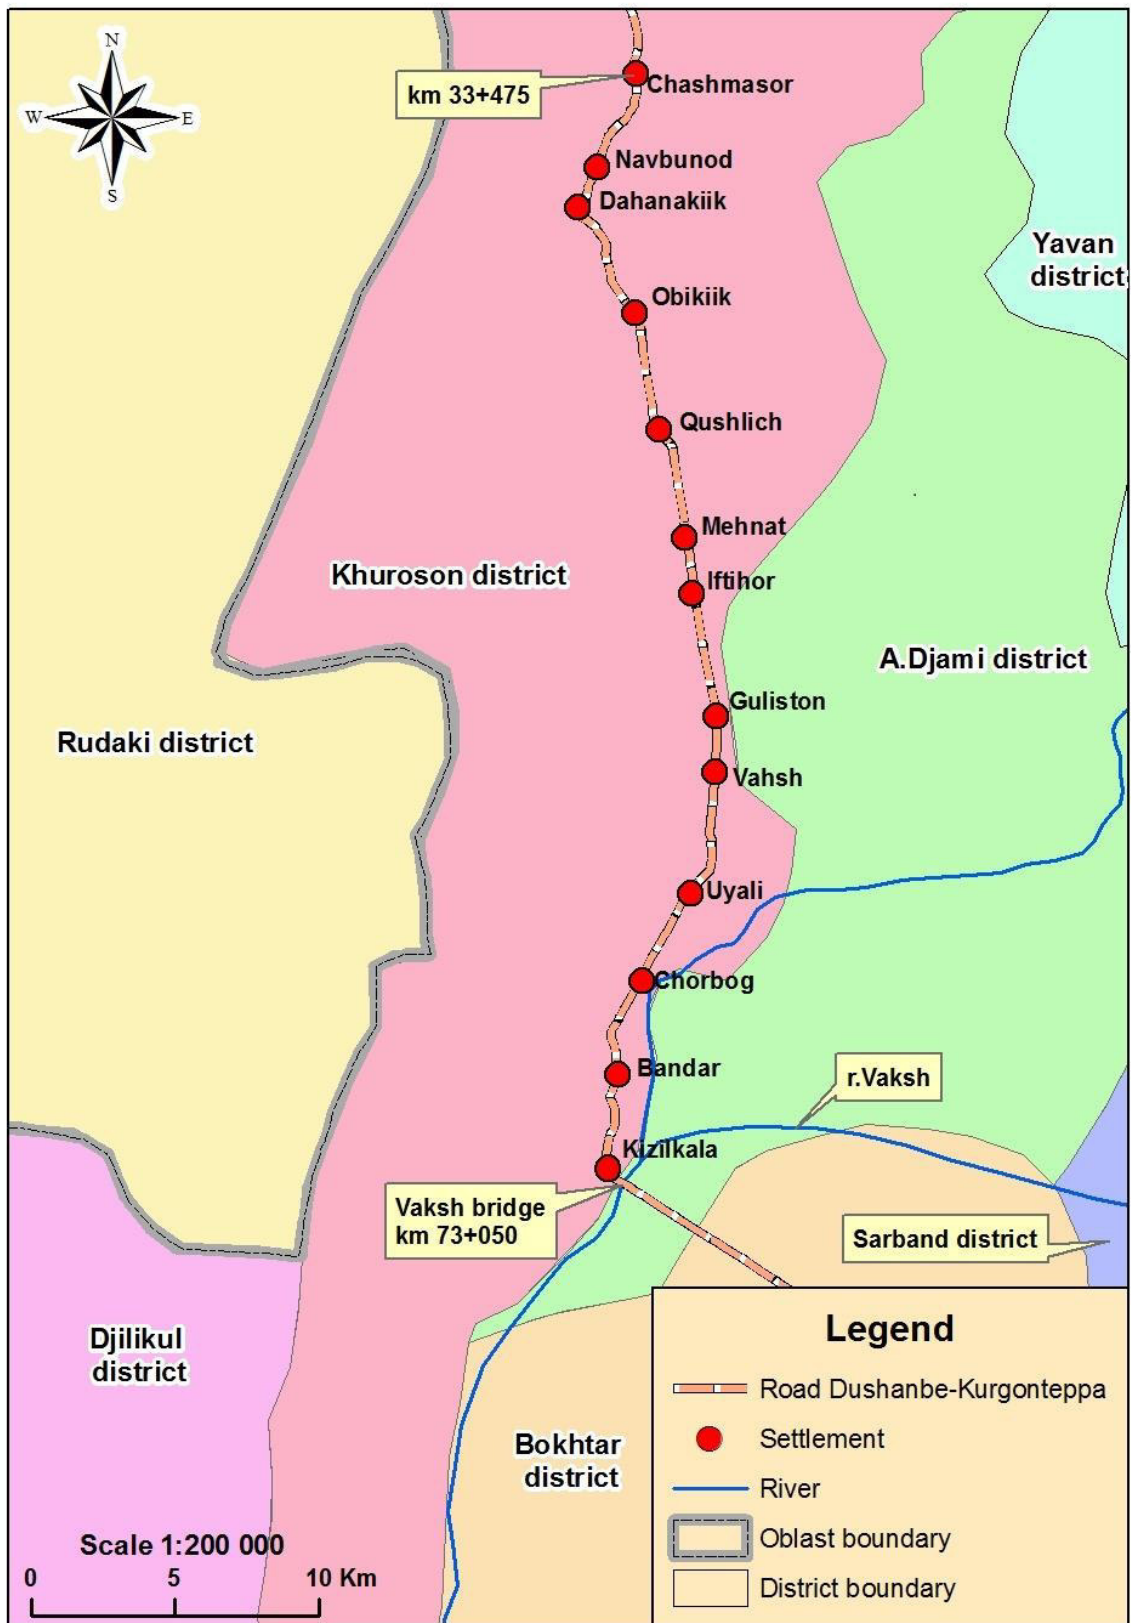 N
W
E
S
km 33+475
Chashmasor
Navbunod
Dahanakiik
Yavan
district
Obikiik
Qushlich
Mehnat
Khuroson district
Iftihor
A.Djami district
Guliston
Rudaki district
Vahsh
Uyali
Chorbog
Bandar
r.Vaksh
Kizilkala
Vaksh bridge
km 73+050
Sarband district
Djilikul
district
Bokhtar
district
Legend
Road Dushanbe-Kurgonteppa
Settlement
River
Oblast boundary
District boundary
Scale 1:200 000
0 5 10 Km